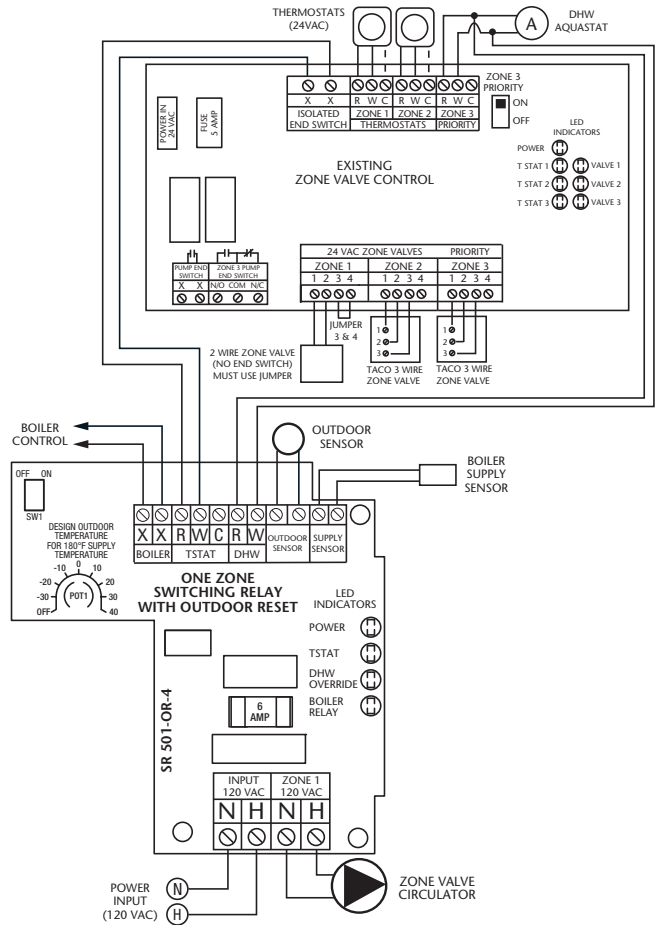 THERMOSTATS
(24VAC)
A
DHW
AQUASTAT
POWER IN
24 VAC
FUSE
5 AMP
X X R W C R W C R W C
ISOLATED
END SWITCH
ZONE 1 ZONE 2 ZONE 3
THERMOSTATS PRIORITY
ZONE 3
PRIORITY
ON
OFF
LED
INDICATORS
POWER
T STAT 1 VALVE 1
T STAT 2 VALVE 2
T STAT 3 VALVE 3
EXISTING
ZONE VALVE CONTROL
PUMP END
SWITCH
ZONE 3 PUMP
END SWITCH
X X N/O COM N/C
24 VAC ZONE VALVES PRIORITY
ZONE 1 ZONE 2 ZONE 3
1 2 3 4 1 2 3 4 1 2 3 4
JUMPER
3 & 4
2 WIRE ZONE VALVE
(NO END SWITCH)
MUST USE JUMPER
1
2
3
TACO 3 WIRE
ZONE VALVE
1
2
3
TACO 3 WIRE
ZONE VALVE
BOILER
CONTROL
OUTDOOR
SENSOR
BOILER
SUPPLY
SENSOR
OFF ON
SW1
DESIGN OUTDOOR
TEMPERATURE
FOR 180°F SUPPLY
TEMPERATURE
-10 0 10
-20 20
-30 POT1 30
OFF 40
X X R W C R W OUTDOOR SENSOR SUPPLY SENSOR
BOILER TSTAT DHW
ONE ZONE
SWITCHING RELAY
WITH OUTDOOR RESET
LED
INDICATORS
POWER
TSTAT
DHW
OVERRIDE
BOILER
RELAY
SR 501-OR-4
6
AMP
INPUT
120 VAC
ZONE 1
120 VAC
N H N H
POWER
INPUT
(120 VAC)
N
H
ZONE VALVE
CIRCULATOR